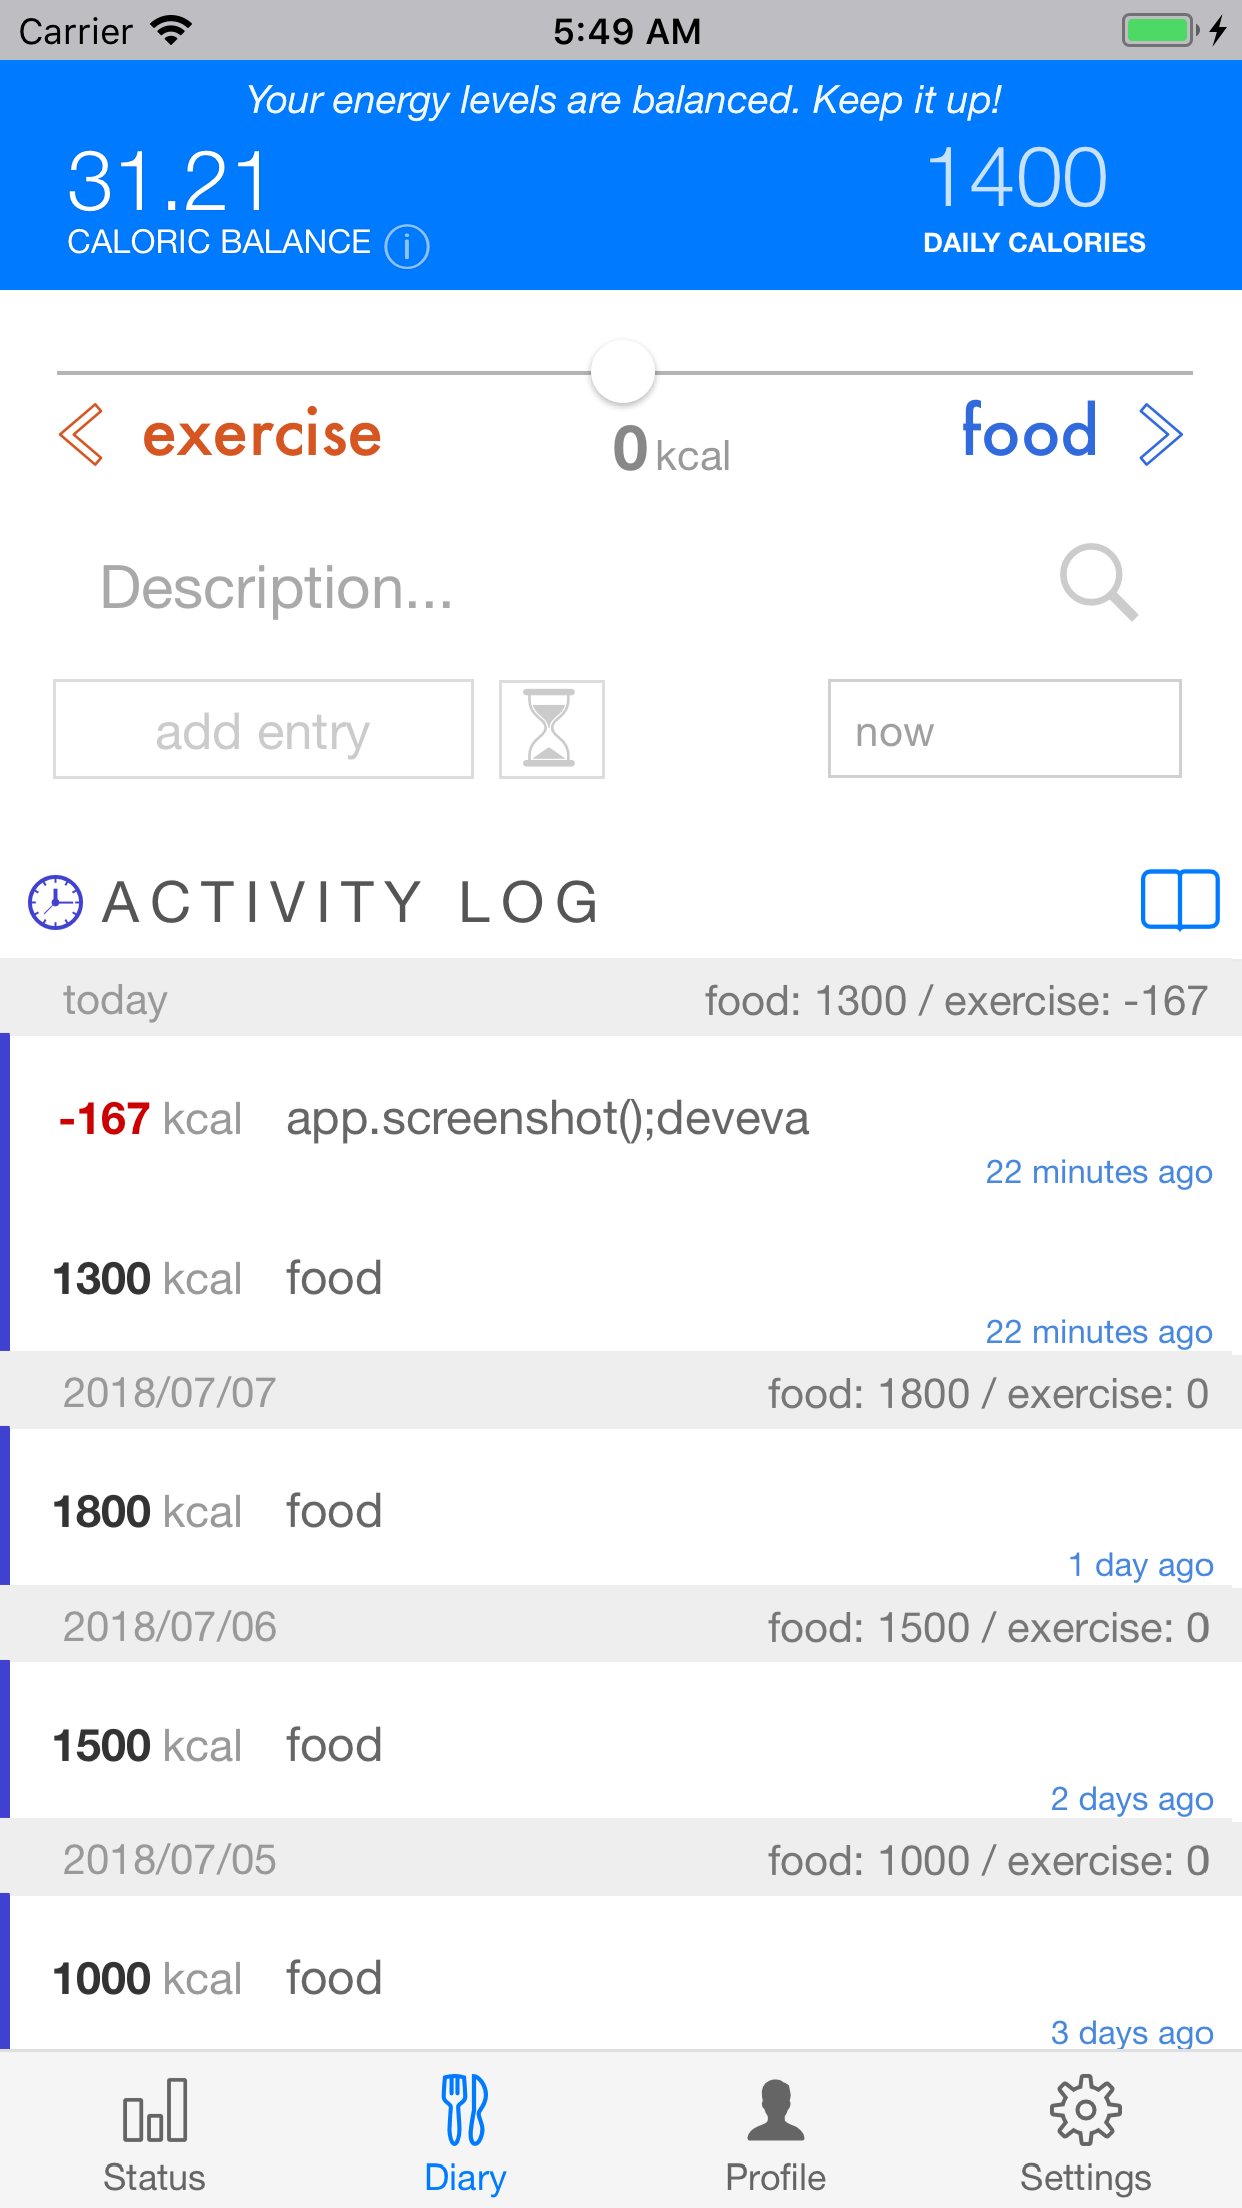 Carrier 5:49 AM
Your energy levels are balanced. Keep it up!
31.21 1400
CALORIC BALANCE i DAILY CALORIES
exercise 0 kcal food
Description...
add entry now
ACTIVITY LOG
today food: 1300 / exercise: -167
-167 kcal app.screenshot();deveva
22 minutes ago
1300 kcal food
22 minutes ago
2018/07/07 food: 1800 / exercise: 0
1800 kcal food
1 day ago
2018/07/06 food: 1500 / exercise: 0
1500 kcal food
2 days ago
2018/07/05 food: 1000 / exercise: 0
1000 kcal food
3 days ago
Status Diary Profile Settings